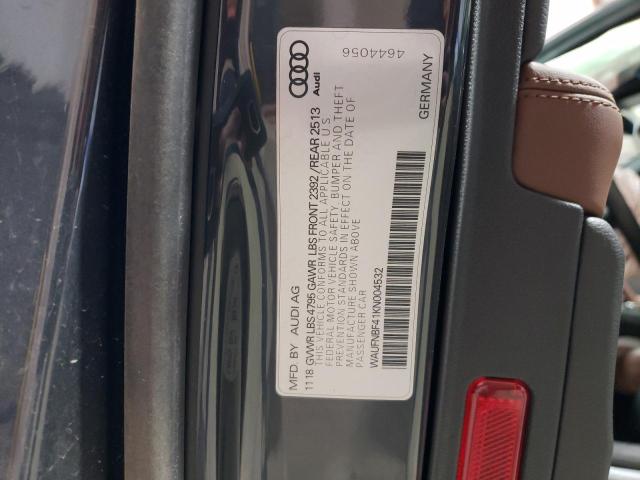 MFD. BY AUDI AG
1118 GVWR LBS 4795 GAWR LBS FRONT 2392/REAR 2513
THIS VEHICLE CONFORMS TO ALL APPLICABLE U.S.
FEDERAL MOTOR VEHICLE SAFETY, BUMPER AND THEFT
PREVENTION STANDARDS IN EFFECT ON THE DATE OF
MANUFACTURE SHOWN ABOVE
PASSENGER CAR
WAUFNBF41KN004532
Audi
4644056
GERMANY